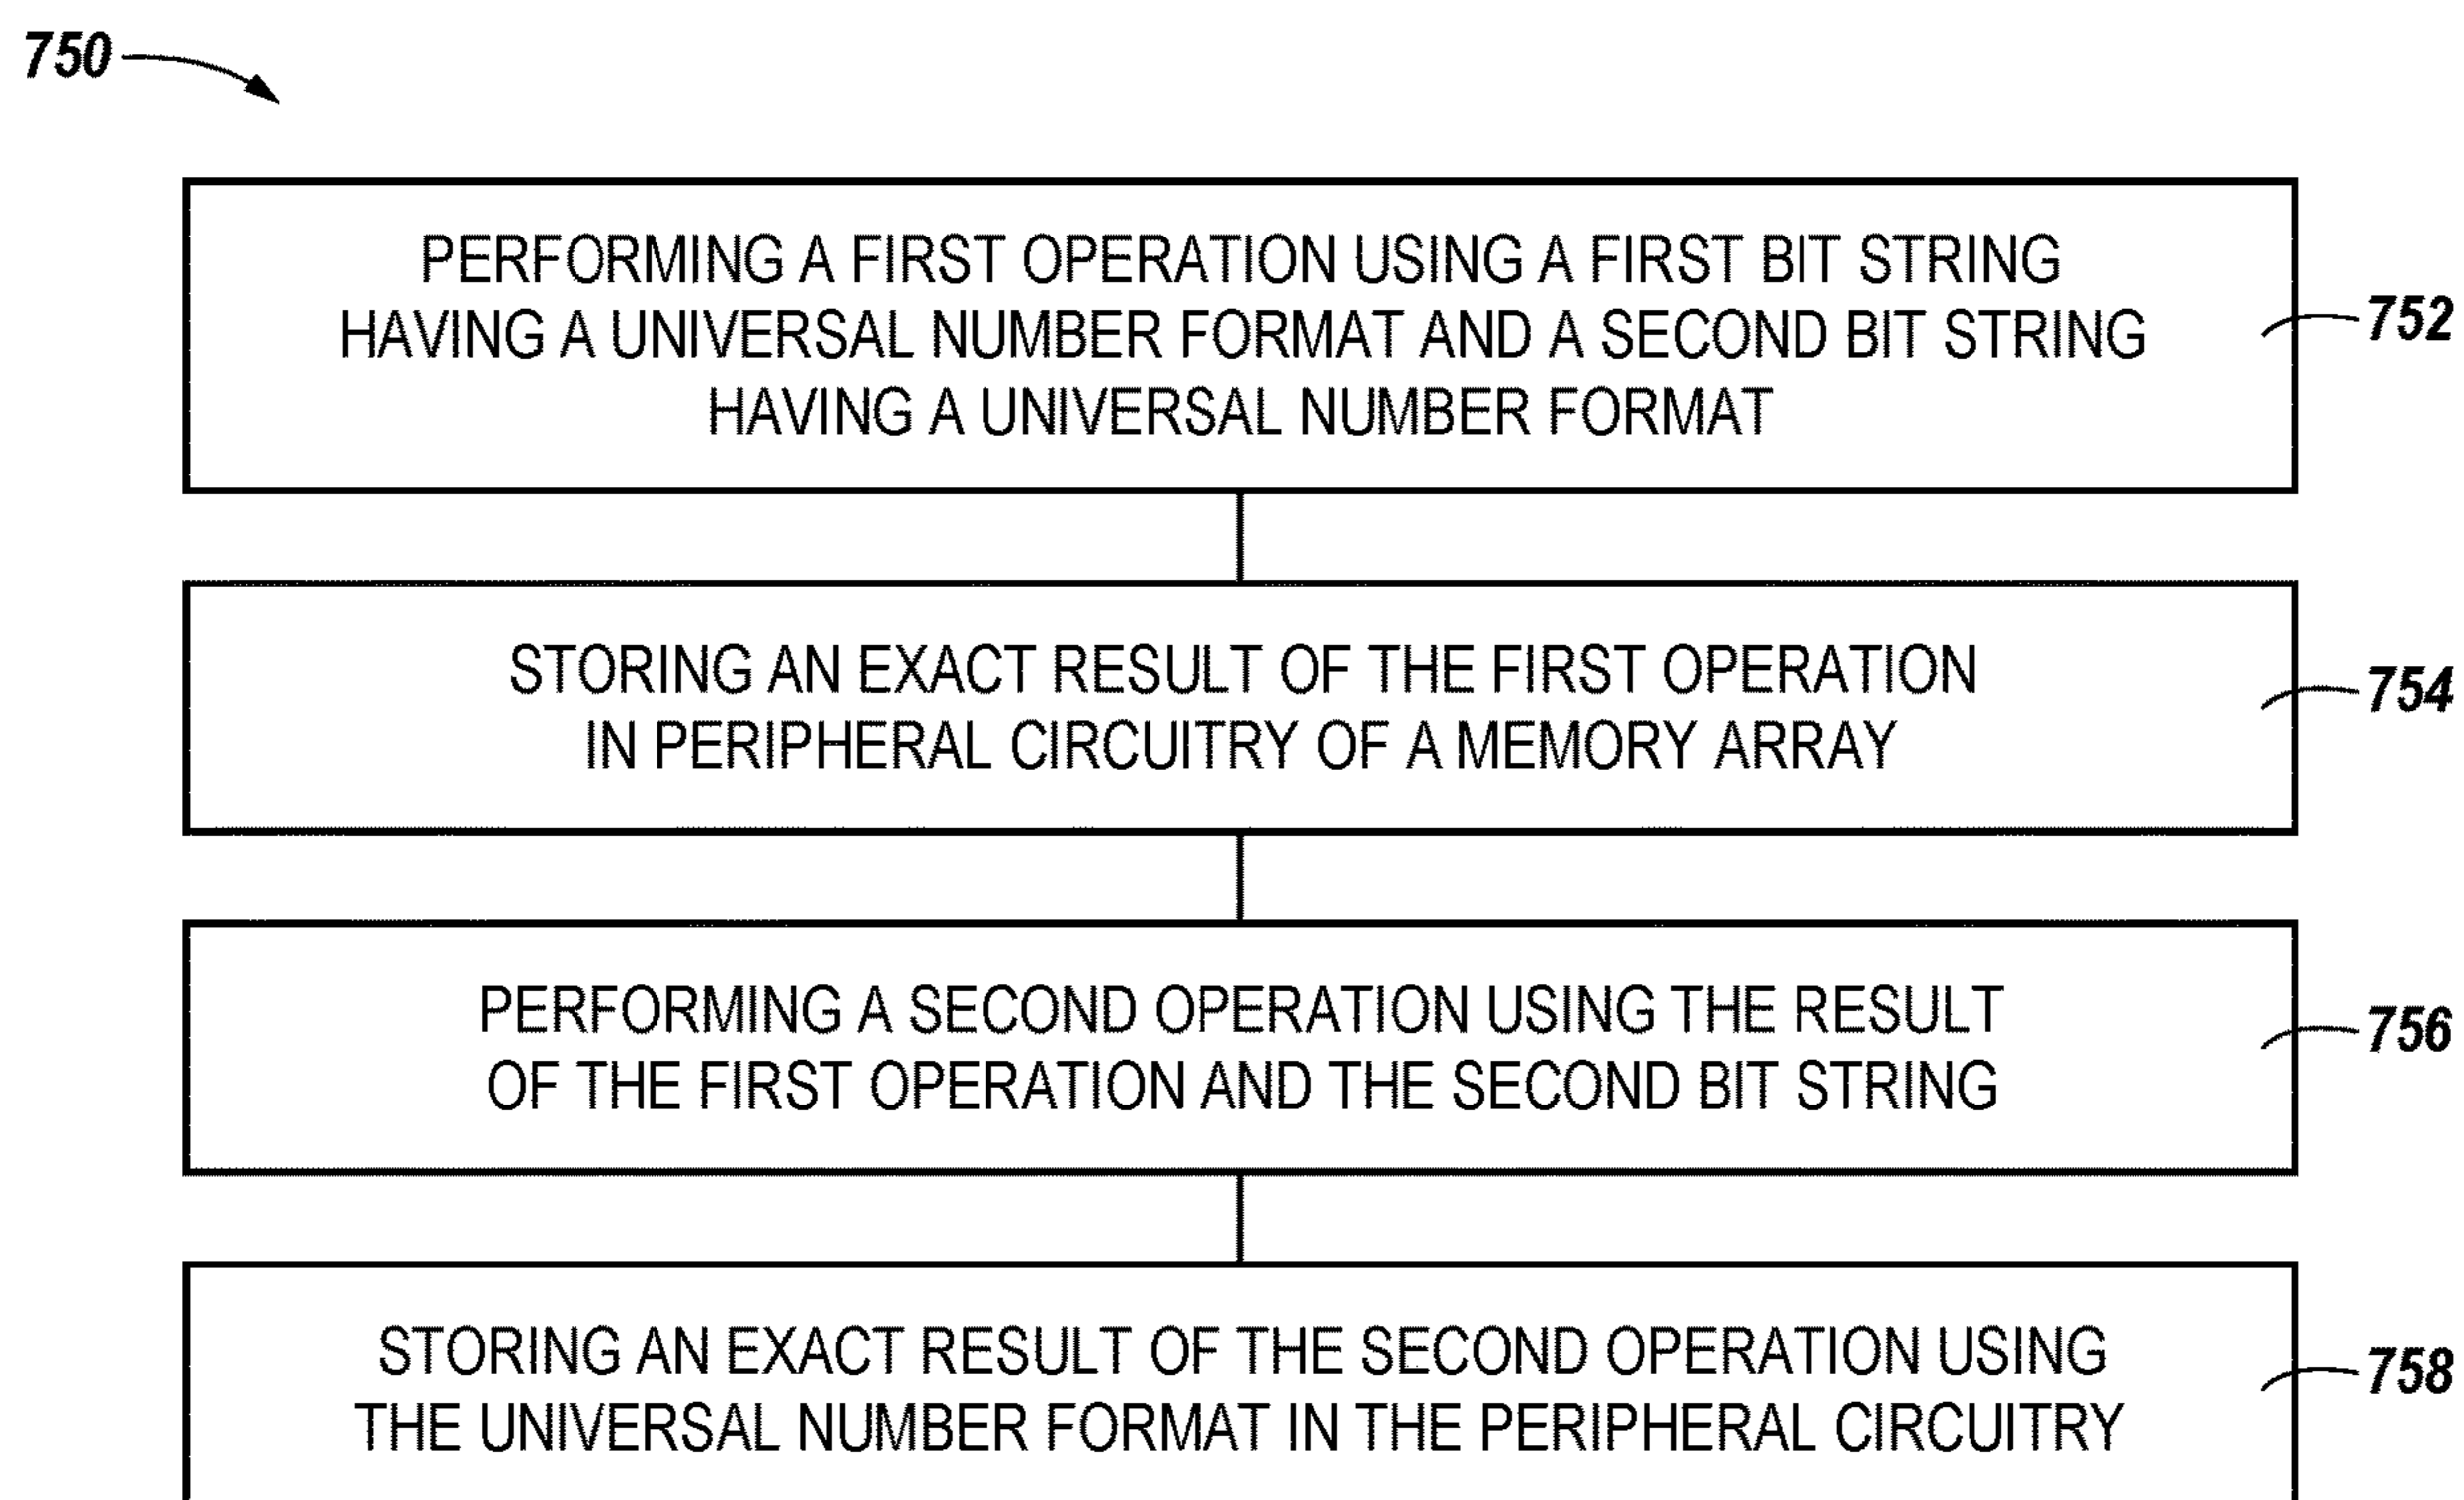 750
PERFORMING A FIRST OPERATION USING A FIRST BIT STRING
HAVING A UNIVERSAL NUMBER FORMAT AND A SECOND BIT STRING
HAVING A UNIVERSAL NUMBER FORMAT
752
STORING AN EXACT RESULT OF THE FIRST OPERATION
IN PERIPHERAL CIRCUITRY OF A MEMORY ARRAY
754
PERFORMING A SECOND OPERATION USING THE RESULT
OF THE FIRST OPERATION AND THE SECOND BIT STRING
756
STORING AN EXACT RESULT OF THE SECOND OPERATION USING
THE UNIVERSAL NUMBER FORMAT IN THE PERIPHERAL CIRCUITRY
758